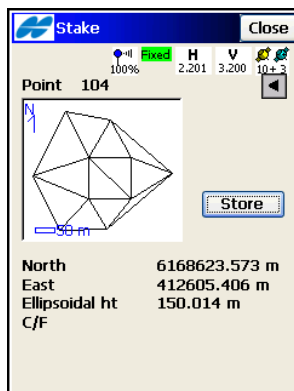 Stake Close
Fixed H V
100% 2.201 3.200 10+3
Point 104
N
50 m
Store
North 6168623.573 m
East 412605.406 m
Ellipsoidal ht 150.014 m
C/F